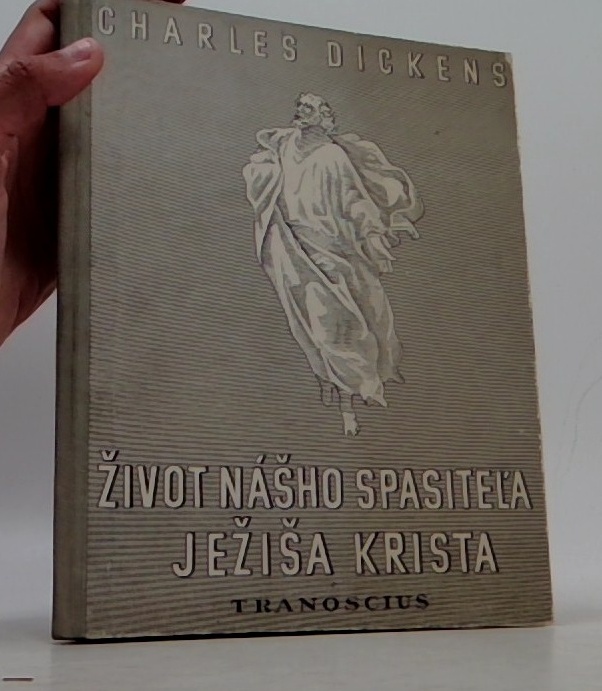 CHARLES DICKENS
ŽIVOT NÁŠHO SPASITEĽA
JEŽIŠA KRISTA
TRANOSCIUS